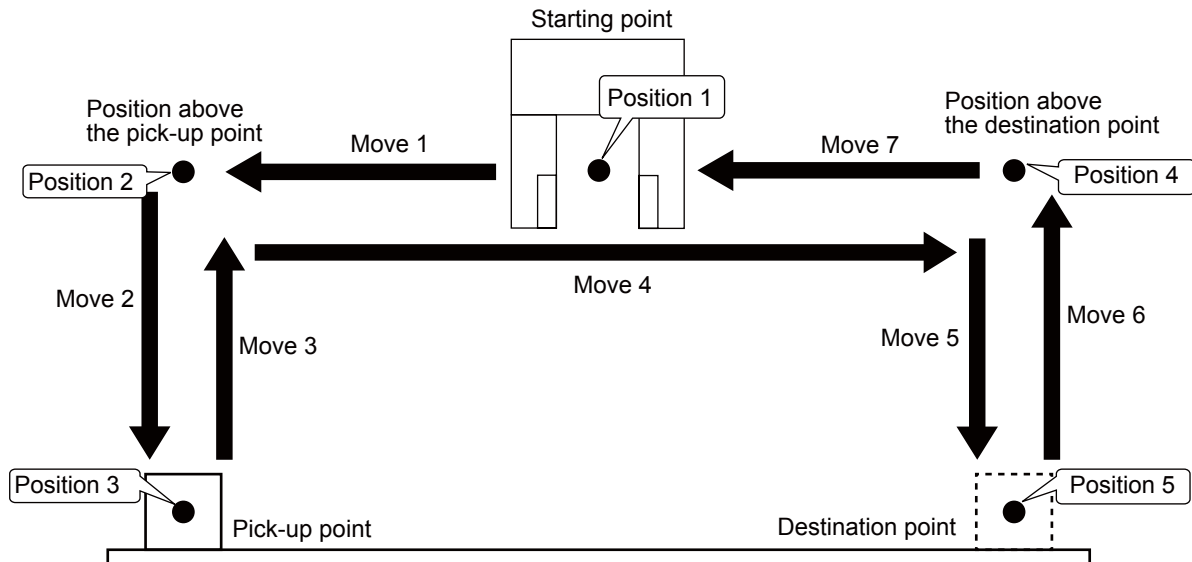 Starting point
Position 1
Position above
the pick-up point
Position above
the destination point
Move 1
Move 7
Position 2
Position 4
Move 4
Move 2
Move 3
Move 5
Move 6
Position 3
Position 5
Pick-up point
Destination point